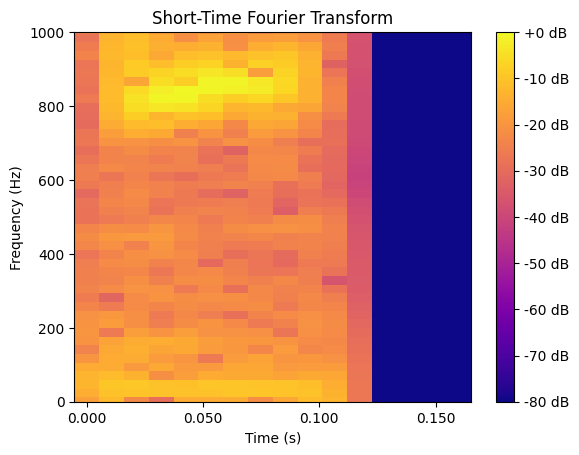 Short-Time Fourier Transform
Frequency (Hz)
1000
800
600
400
200
0
0.000
0.050
0.100
0.150
Time (s)
+0 dB
-10 dB
-20 dB
-30 dB
-40 dB
-50 dB
-60 dB
-70 dB
-80 dB